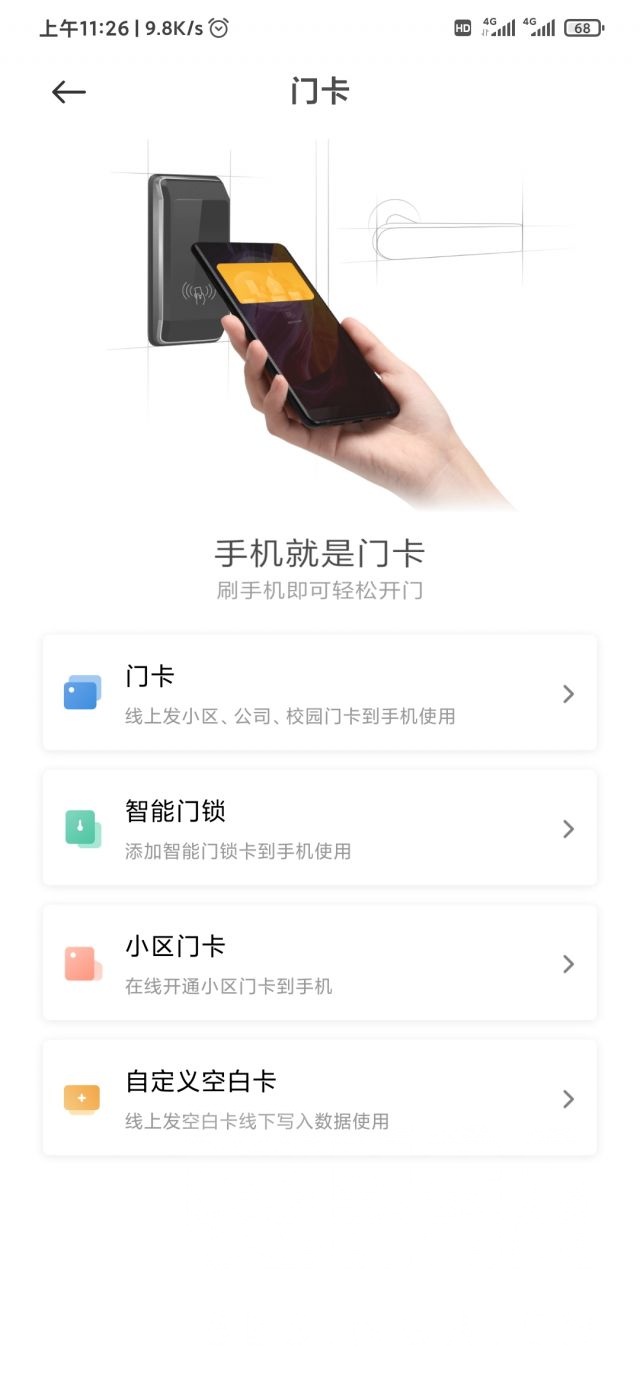 上午11:26 | 9.8K/s
HD 4G 4G 68
门卡
手机就是门卡
刷手机即可轻松开门
门卡
线上发小区、公司、校园门卡到手机使用
智能门锁
添加智能门锁卡到手机使用
小区门卡
在线开通小区门卡到手机
自定义空白卡
线上发空白卡线下写入数据使用